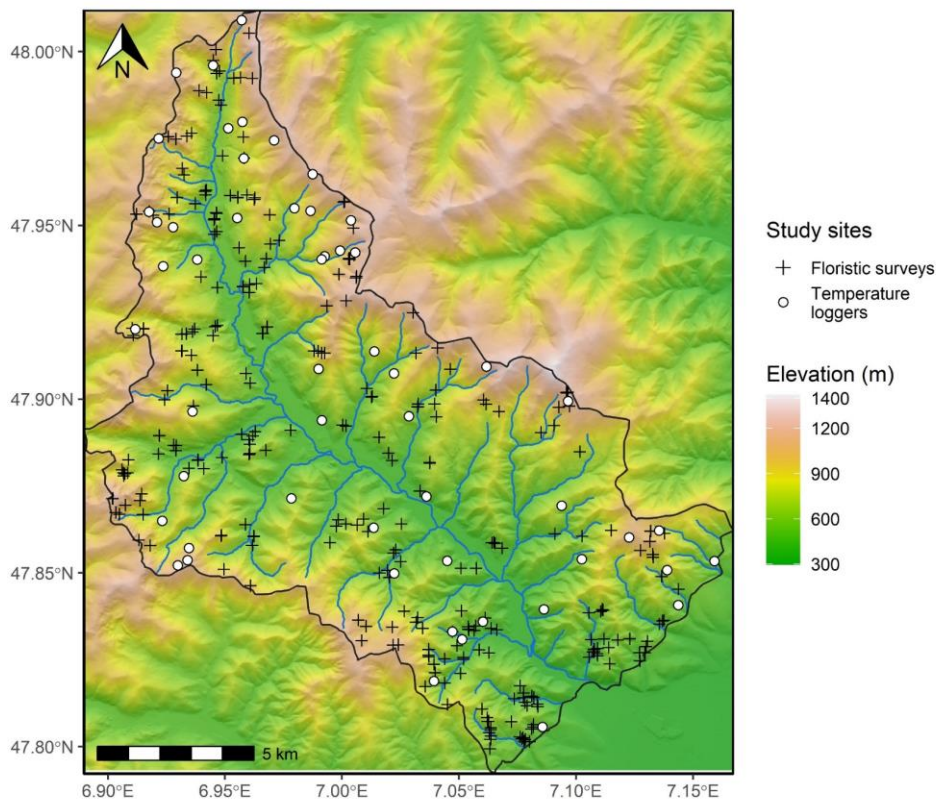 48.00°N
N
47.95°N
47.90°N
47.85°N
47.80°N
5 km
6.90°E 6.95°E 7.00°E 7.05°E 7.10°E 7.15°E
Study sites
Floristic surveys
Temperature
loggers
Elevation (m)
1400
1200
900
600
300